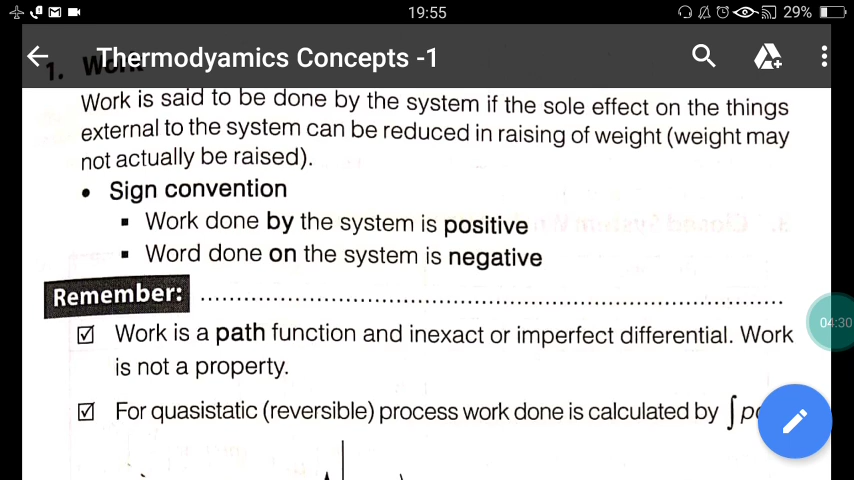 19:55
29%
Thermodyamics Concepts -1
1. Work
Work is said to be done by the system if the sole effect on the things
external to the system can be reduced in raising of weight (weight may
not actually be raised).
• Sign convention
▪ Work done by the system is positive
▪ Word done on the system is negative
Remember:
☑ Work is a path function and inexact or imperfect differential. Work
is not a property.
04:30
☑ For quasistatic (reversible) process work done is calculated by ∫ p